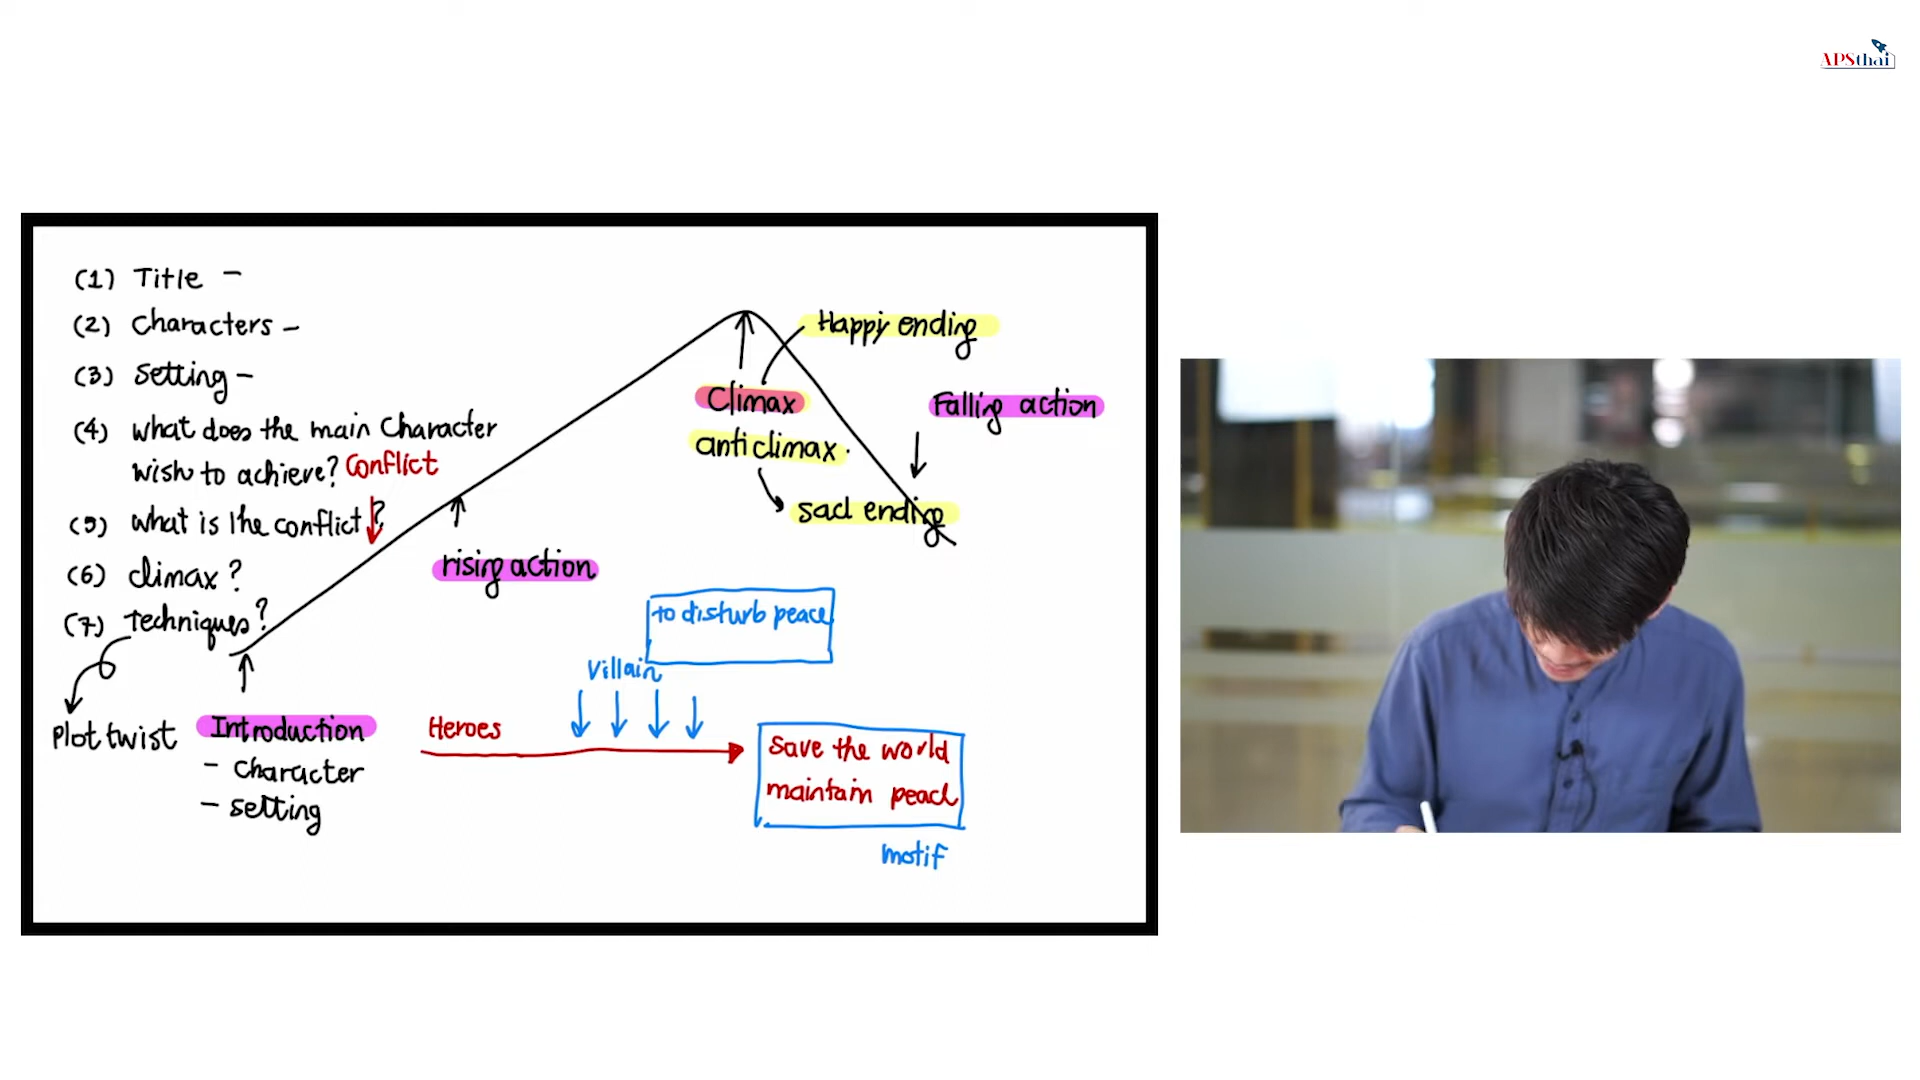 APSthai
(1) Title -
(2) Characters -
(3) Setting -
(4) What does the main Character
wish to achieve?
Conflict
(5) What is the conflict?
(6) climax?
(7) techniques?
Plot twist
Introduction
- Character
- setting
rising action
Climax
anticlimax.
Happy ending
sad ending
Falling action
to disturb peace
Villain
Heroes
Save the world
maintain peace
motif